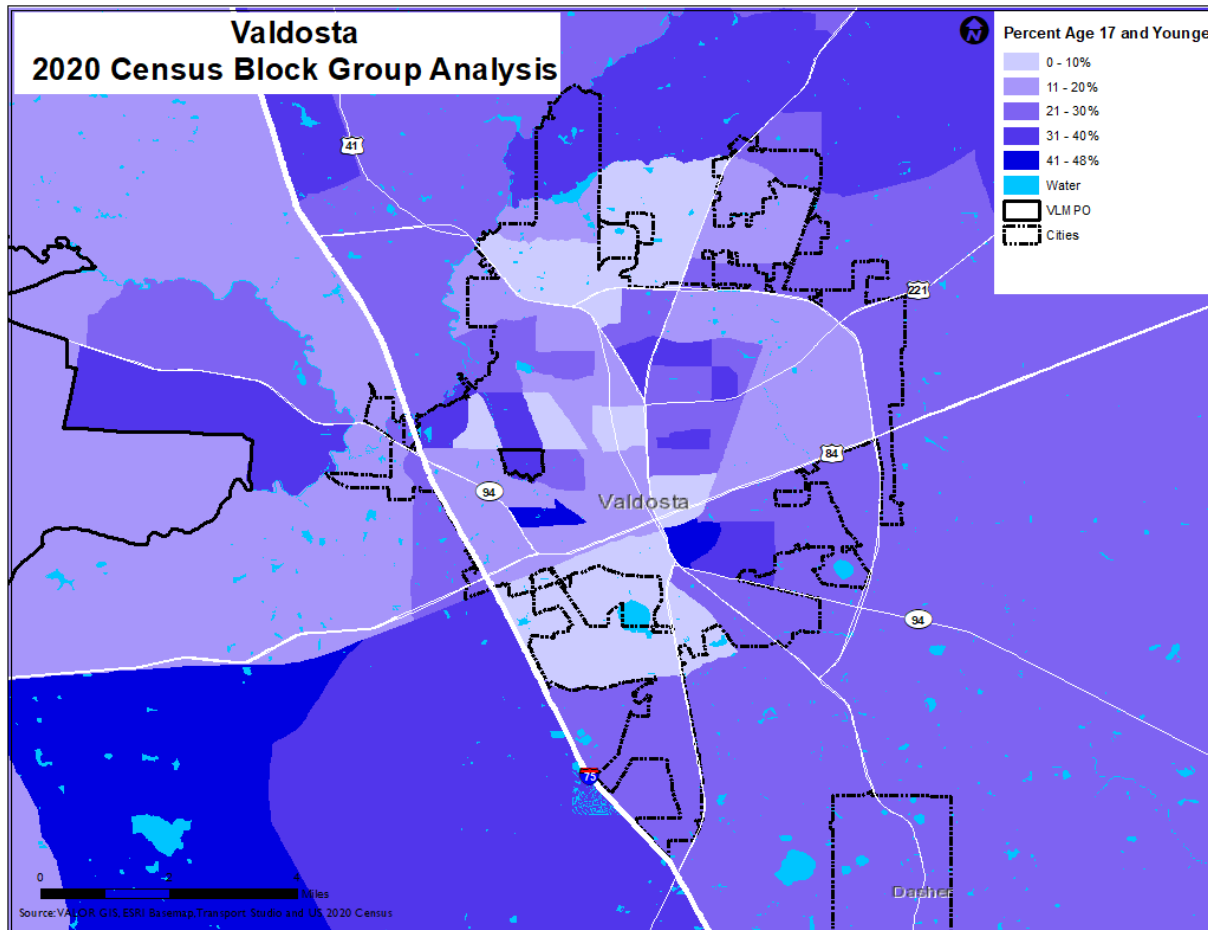 Valdosta
2020 Census Block Group Analysis
N
Percent Age 17 and Younge
0 - 10%
11 - 20%
21 - 30%
31 - 40%
41 - 48%
Water
VLMPO
Cities
41
221
84
94
Valdosta
94
75
Dasher
0 2 4
Miles
Source: VALOR GIS, ESRI Basemap, Transport Studio and US 2020 Census